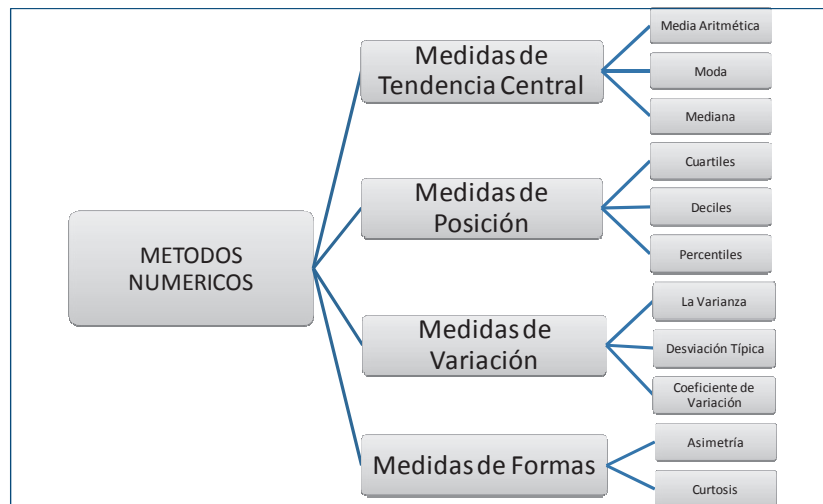 METODOS
NUMERICOS
Medidas de
Tendencia Central
Media Aritmética
Moda
Mediana
Medidas de
Posición
Cuartiles
Deciles
Percentiles
Medidas de
Variación
La Varianza
Desviación Típica
Coeficiente de
Variación
Medidas de Formas
Asimetría
Curtosis